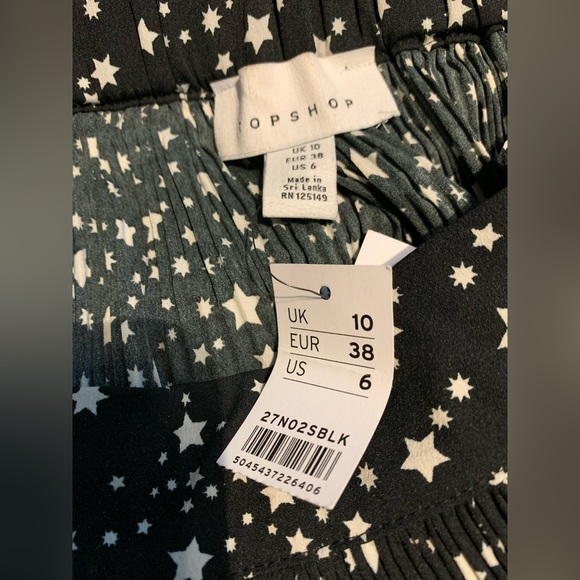 TOPSHOP
UK 10
EUR 38
US 6
Made in
Sri Lanka
RN 125149
UK 10
EUR 38
US 6
27N02SBLK
5045437226406